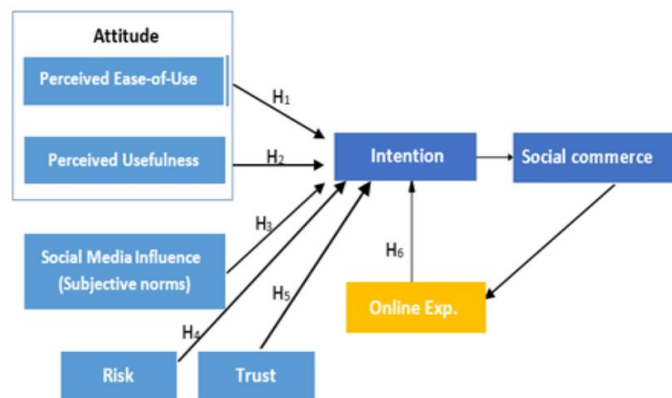 Attitude
Perceived Ease-of-Use
H₁
Perceived Usefulness
H₂
Intention
Social commerce
H₃
Social Media Influence
(Subjective norms)
H₄
H₅
H₆
Online Exp.
Risk
Trust